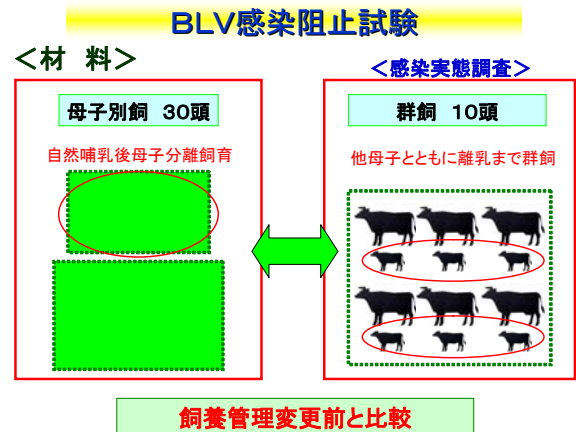 BLV感染阻止試験
＜材　料＞
＜感染実態調査＞
母子別飼　30頭
群飼　10頭
自然哺乳後母子分離飼育
他母子とともに離乳まで群飼
飼養管理変更前と比較